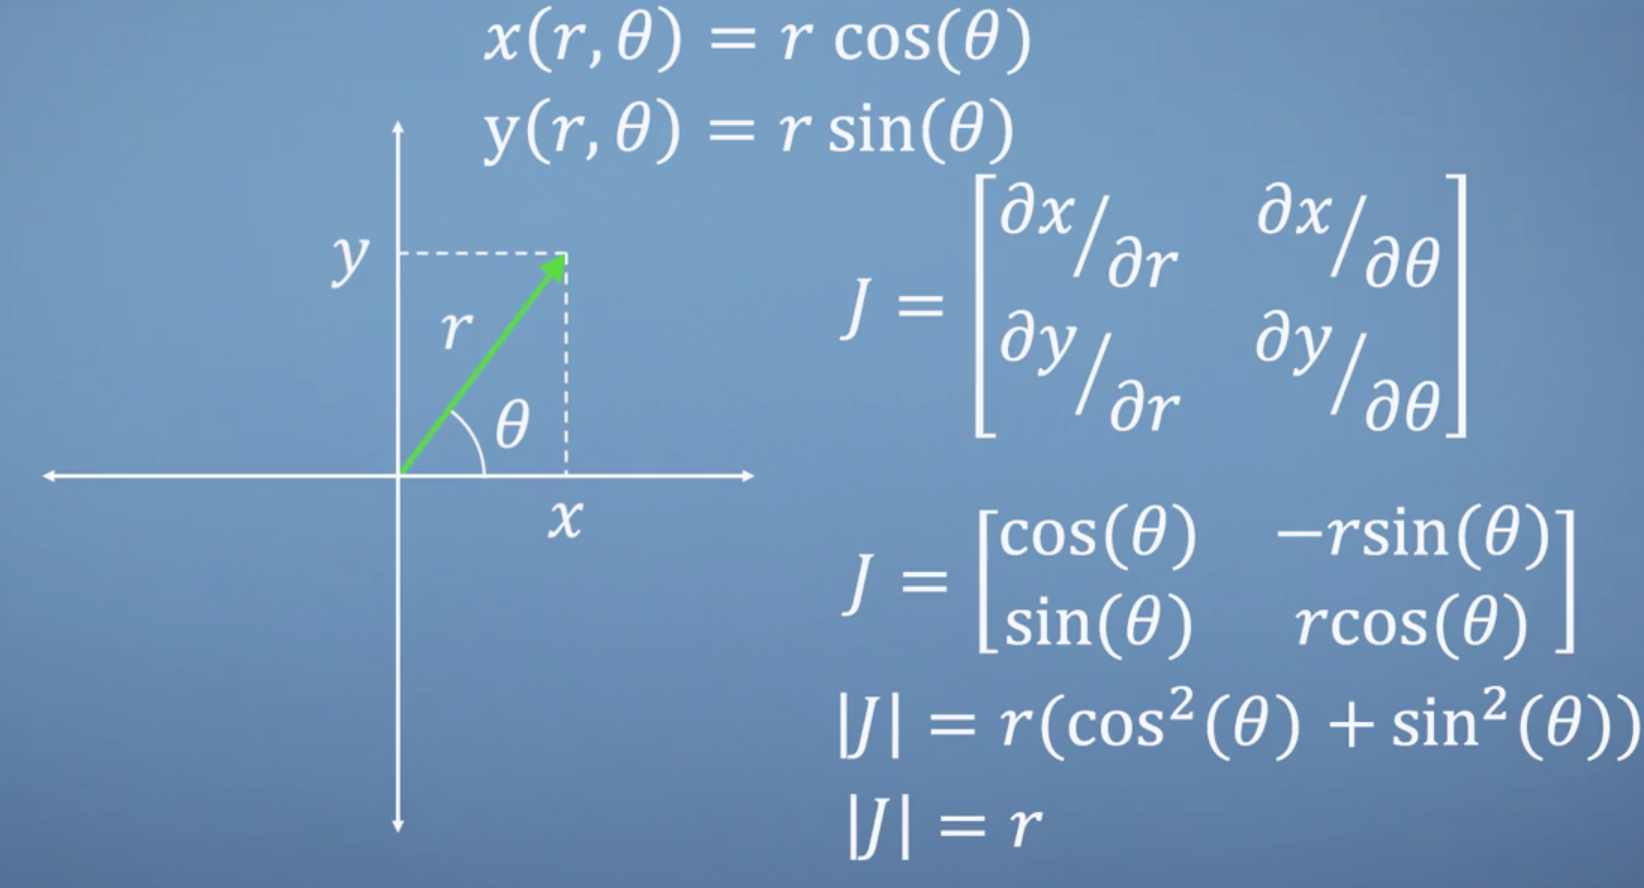 x(r, θ) = r cos(θ)
y(r, θ) = r sin(θ)
y
r
θ
x
J = [∂x/∂r ∂x/∂θ
∂y/∂r ∂y/∂θ]
J = [cos(θ) −rsin(θ)
sin(θ) rcos(θ)]
|J| = r(cos²(θ) + sin²(θ))
|J| = r